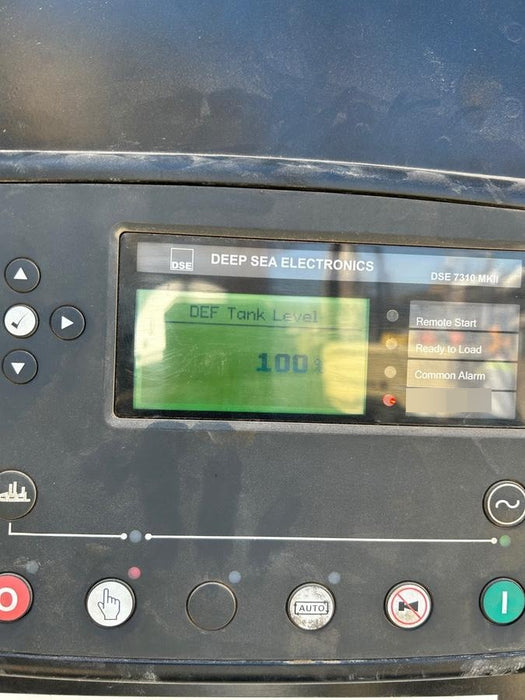 DSE
DEEP SEA ELECTRONICS
DSE 7310 MKII
DEF Tank Level
100 %
Remote Start
Ready to Load
Common Alarm
O
AUTO
I